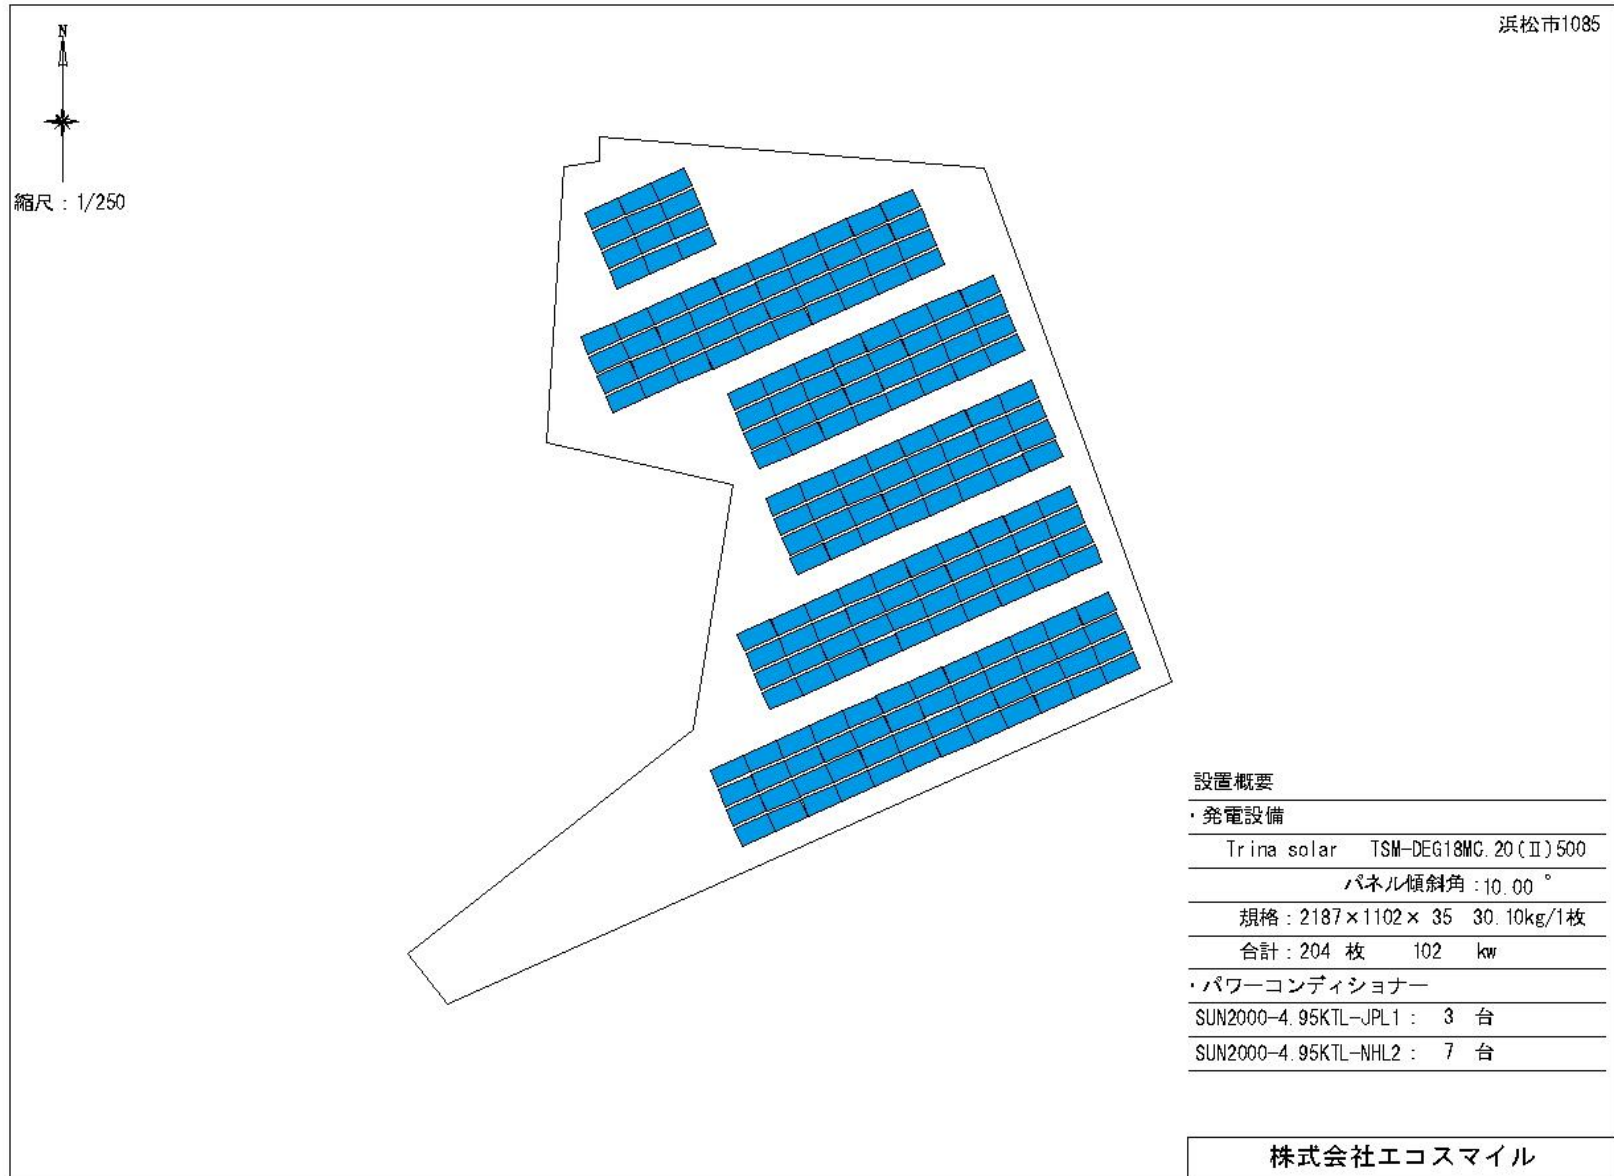 浜松市1085
N
縮尺：1/250
設置概要
・発電設備
Trina solar TSM-DEG18MC.20(Ⅱ)500
パネル傾斜角：10.00°
規格：2187×1102× 35 30.10kg/1枚
合計：204 枚 102 kw
・パワーコンディショナー
SUN2000-4.95KTL-JPL1： 3 台
SUN2000-4.95KTL-NHL2： 7 台
株式会社エコスマイル